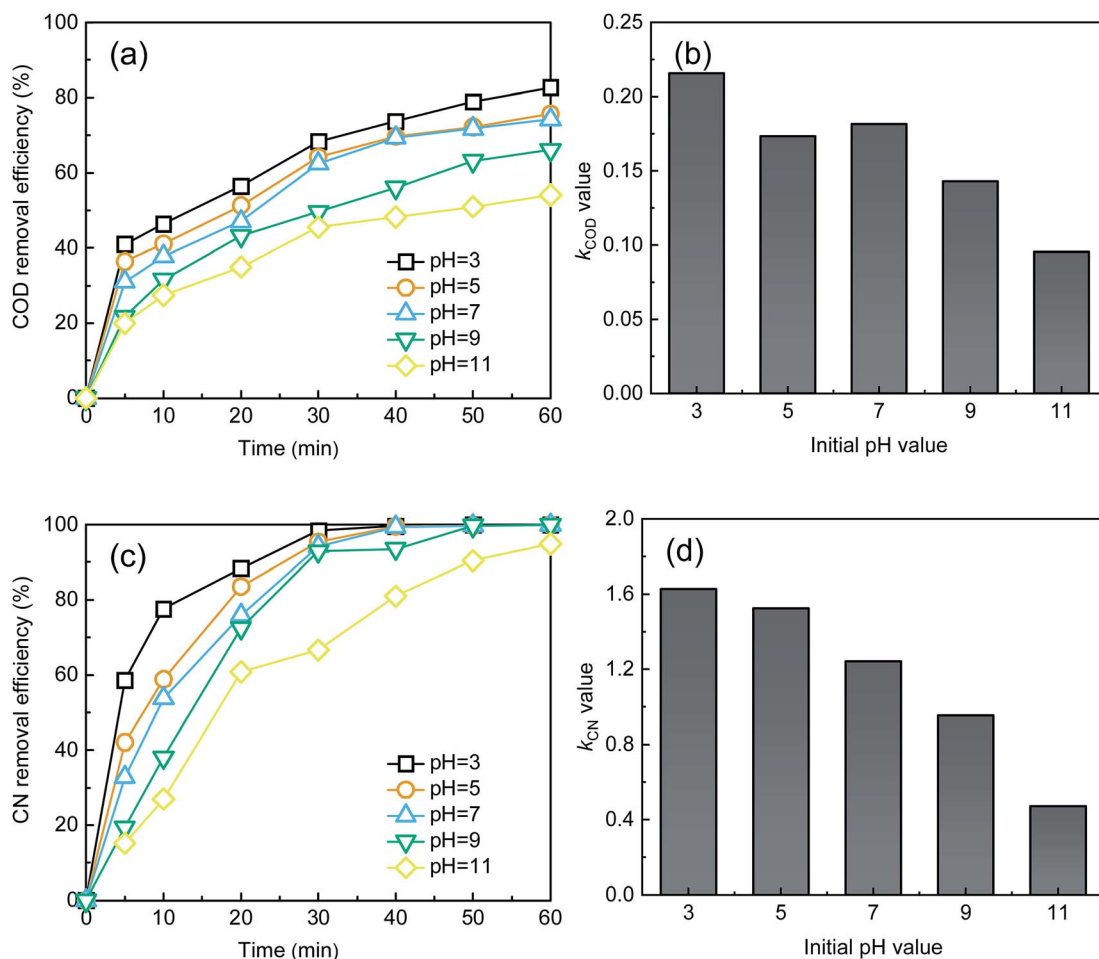 (a)
COD removal efficiency (%)
100
80
60
40
20
0
pH=3
pH=5
pH=7
pH=9
pH=11
0 10 20 30 40 50 60
Time (min)
(b)
k_COD value
0.25
0.20
0.15
0.10
0.05
0.00
3 5 7 9 11
Initial pH value
(c)
CN removal efficiency (%)
100
80
60
40
20
0
pH=3
pH=5
pH=7
pH=9
pH=11
0 10 20 30 40 50 60
Time (min)
(d)
k_CN value
2.0
1.6
1.2
0.8
0.4
0.0
3 5 7 9 11
Initial pH value